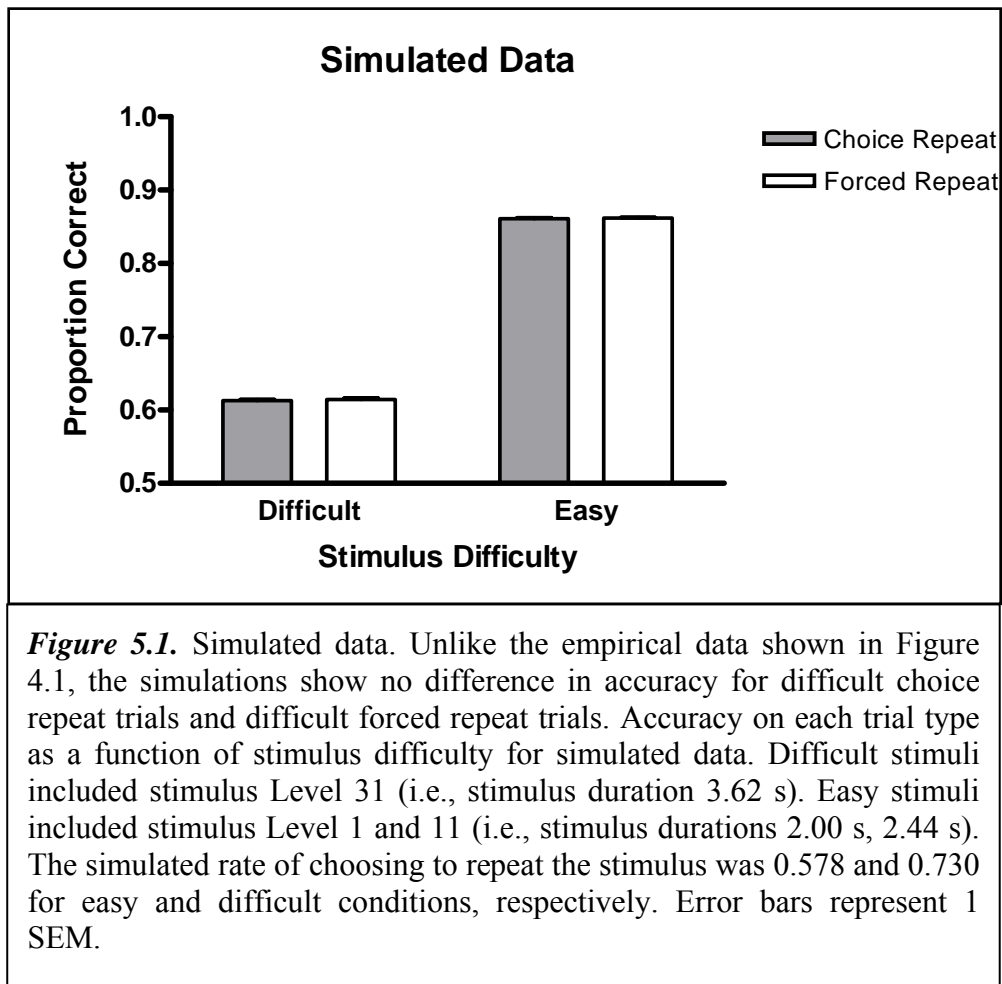 Simulated Data
1.0
0.9
0.8
0.7
0.6
0.5
Proportion Correct
Choice Repeat
Forced Repeat
Difficult
Easy
Stimulus Difficulty
Figure 5.1. Simulated data. Unlike the empirical data shown in Figure
4.1, the simulations show no difference in accuracy for difficult choice
repeat trials and difficult forced repeat trials. Accuracy on each trial type
as a function of stimulus difficulty for simulated data. Difficult stimuli
included stimulus Level 31 (i.e., stimulus duration 3.62 s). Easy stimuli
included stimulus Level 1 and 11 (i.e., stimulus durations 2.00 s, 2.44 s).
The simulated rate of choosing to repeat the stimulus was 0.578 and 0.730
for easy and difficult conditions, respectively. Error bars represent 1
SEM.